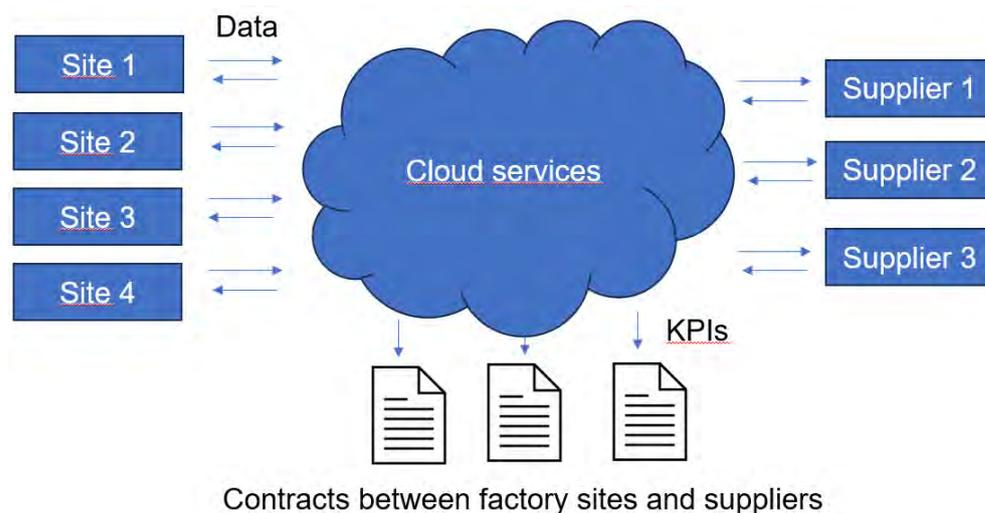 Data
Site 1
Site 2
Site 3
Site 4
Cloud services
Supplier 1
Supplier 2
Supplier 3
KPIs
Contracts between factory sites and suppliers